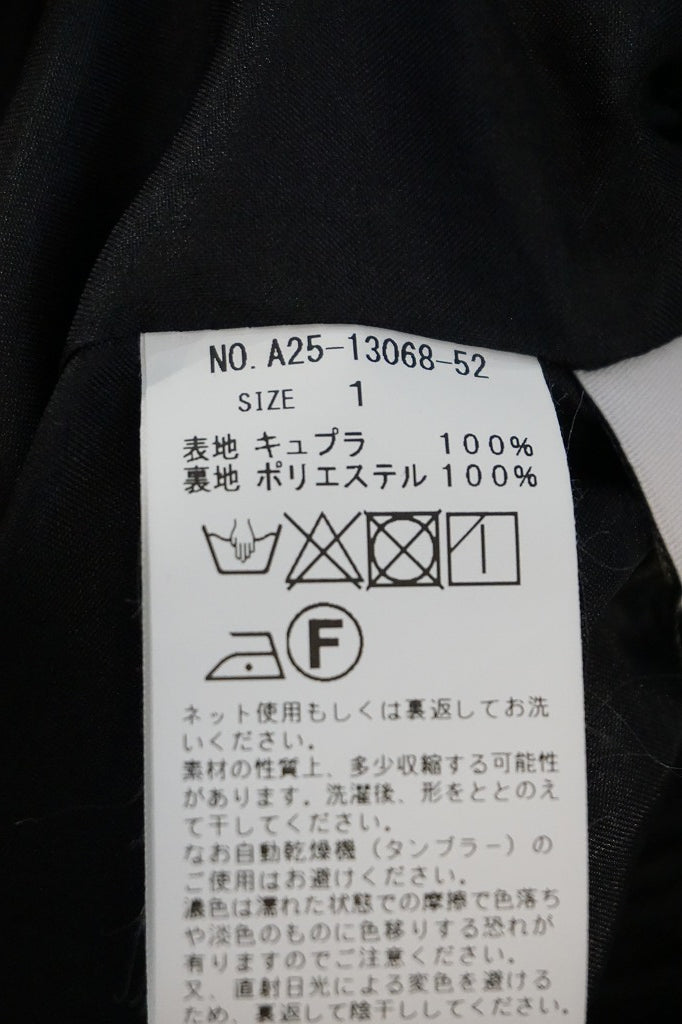 NO. A25-13068-52
SIZE 1
表地 キュプラ 100%
裏地 ポリエステル 100%
F
ネット使用もしくは裏返してお洗
いください。
素材の性質上、多少収縮する可能性
があります。洗濯後、形をととのえ
て干してください。
なお自動乾燥機（タンブラー）の
ご使用はお避けください。
濃色は濡れた状態での摩擦で色落ち
や淡色のものに色移りする恐れが
有りますのでご注意ください。
又、直射日光による変色を避ける
ため、裏返して陰干ししてください。